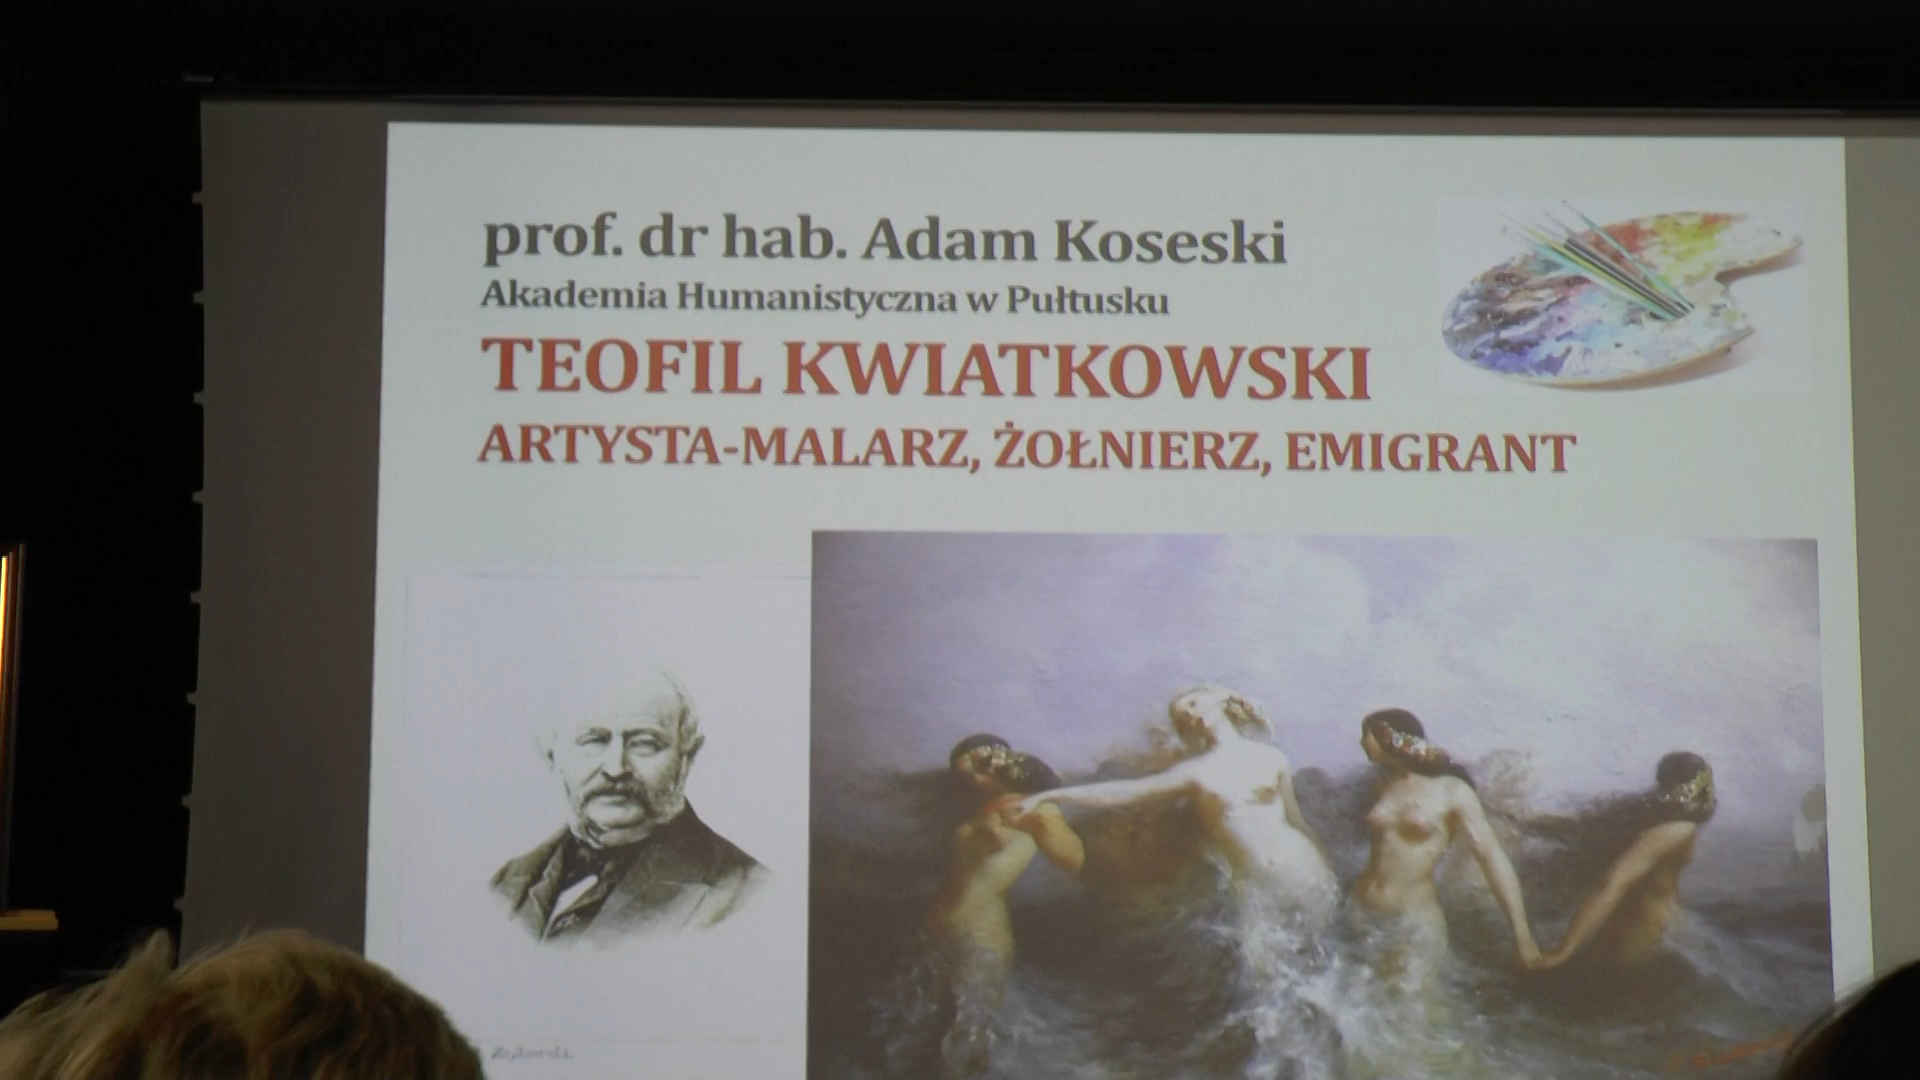 prof. dr hab. Adam Koseski
Akademia Humanistyczna w Pułtusku
TEOFIL KWIATKOWSKI
ARTYSTA-MALARZ, ŻOŁNIERZ, EMIGRANT